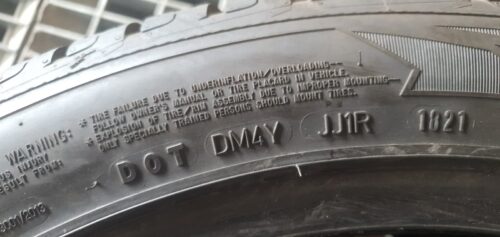 WARNING:
* TIRE FAILURE DUE TO UNDERINFLATION/OVERLOADING—
FOLLOW OWNER'S MANUAL OR TIRE PLACARD IN VEHICLE.
* EXPLOSION OF TIRE/RIM ASSEMBLY DUE TO IMPROPER MOUNTING—
ONLY SPECIALLY TRAINED PERSONS SHOULD MOUNT TIRES.
INJURY
DOT DM4Y JJ1R 1021